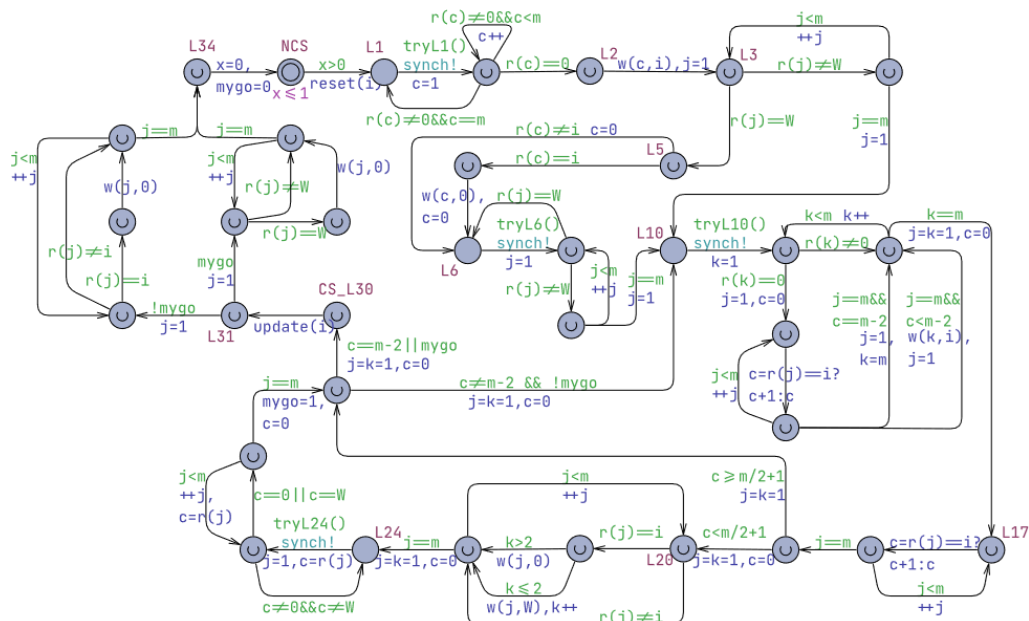 r(c)≠0&&c<m
c++
j<m
++j
L34
NCS
L1
tryL1()
L2
L3
x=0,
mygo=0
x>0
reset(i)
x⩽1
synch!
c=1
r(c)==0
w(c,i),j=1
r(j)≠W
r(c)≠0&&c==m
j==m
j==m
r(c)≠i c=0
r(j)==W
j==m
j=1
j<m
++j
j<m
++j
w(j,0)
r(c)==i
L5
w(j,0)
r(j)≠W
w(c,0),
c=0
r(j)==W
tryL6()
synch!
j=1
L10
tryL10()
synch!
k=1
k<m k++
r(k)≠0
k==m
j=k=1,c=0
r(j)==W
r(j)≠i
L6
mygo
j=1
r(j)==i
r(j)≠W
j<m
++j
j==m
j=1
r(k)==0
j=1,c=0
CS_L30
!mygo
j=1
L31
update(i)
j==m&&
c==m-2
j=1,
k=m
j==m&&
c<m-2
w(k,i),
j=1
c==m-2||mygo
j=k=1,c=0
j<m
++j
c=r(j)==i?
c+1:c
j==m
mygo=1,
c=0
c≠m-2 && !mygo
j=k=1,c=0
j<m
++j,
c=r(j)
c==0||c==W
j<m
++j
c⩾m/2+1
j=k=1
tryL24()
synch!
j=1,c=r(j)
L24
j==m
j=k=1,c=0
k>2
w(j,0)
r(j)==i
L20
c<m/2+1
j=k=1,c=0
j==m
c=r(j)==i?
c+1:c
L17
k⩽2
w(j,W),k++
c≠0&&c≠W
j<m
++j
r(j)≠i